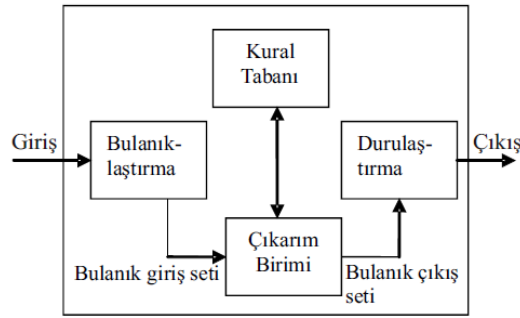 Kural
Tabanı
Giriş
Bulanık-
laştırma
Durulaş-
tırma
Çıkış
Çıkarım
Birimi
Bulanık giriş seti
Bulanık çıkış
seti